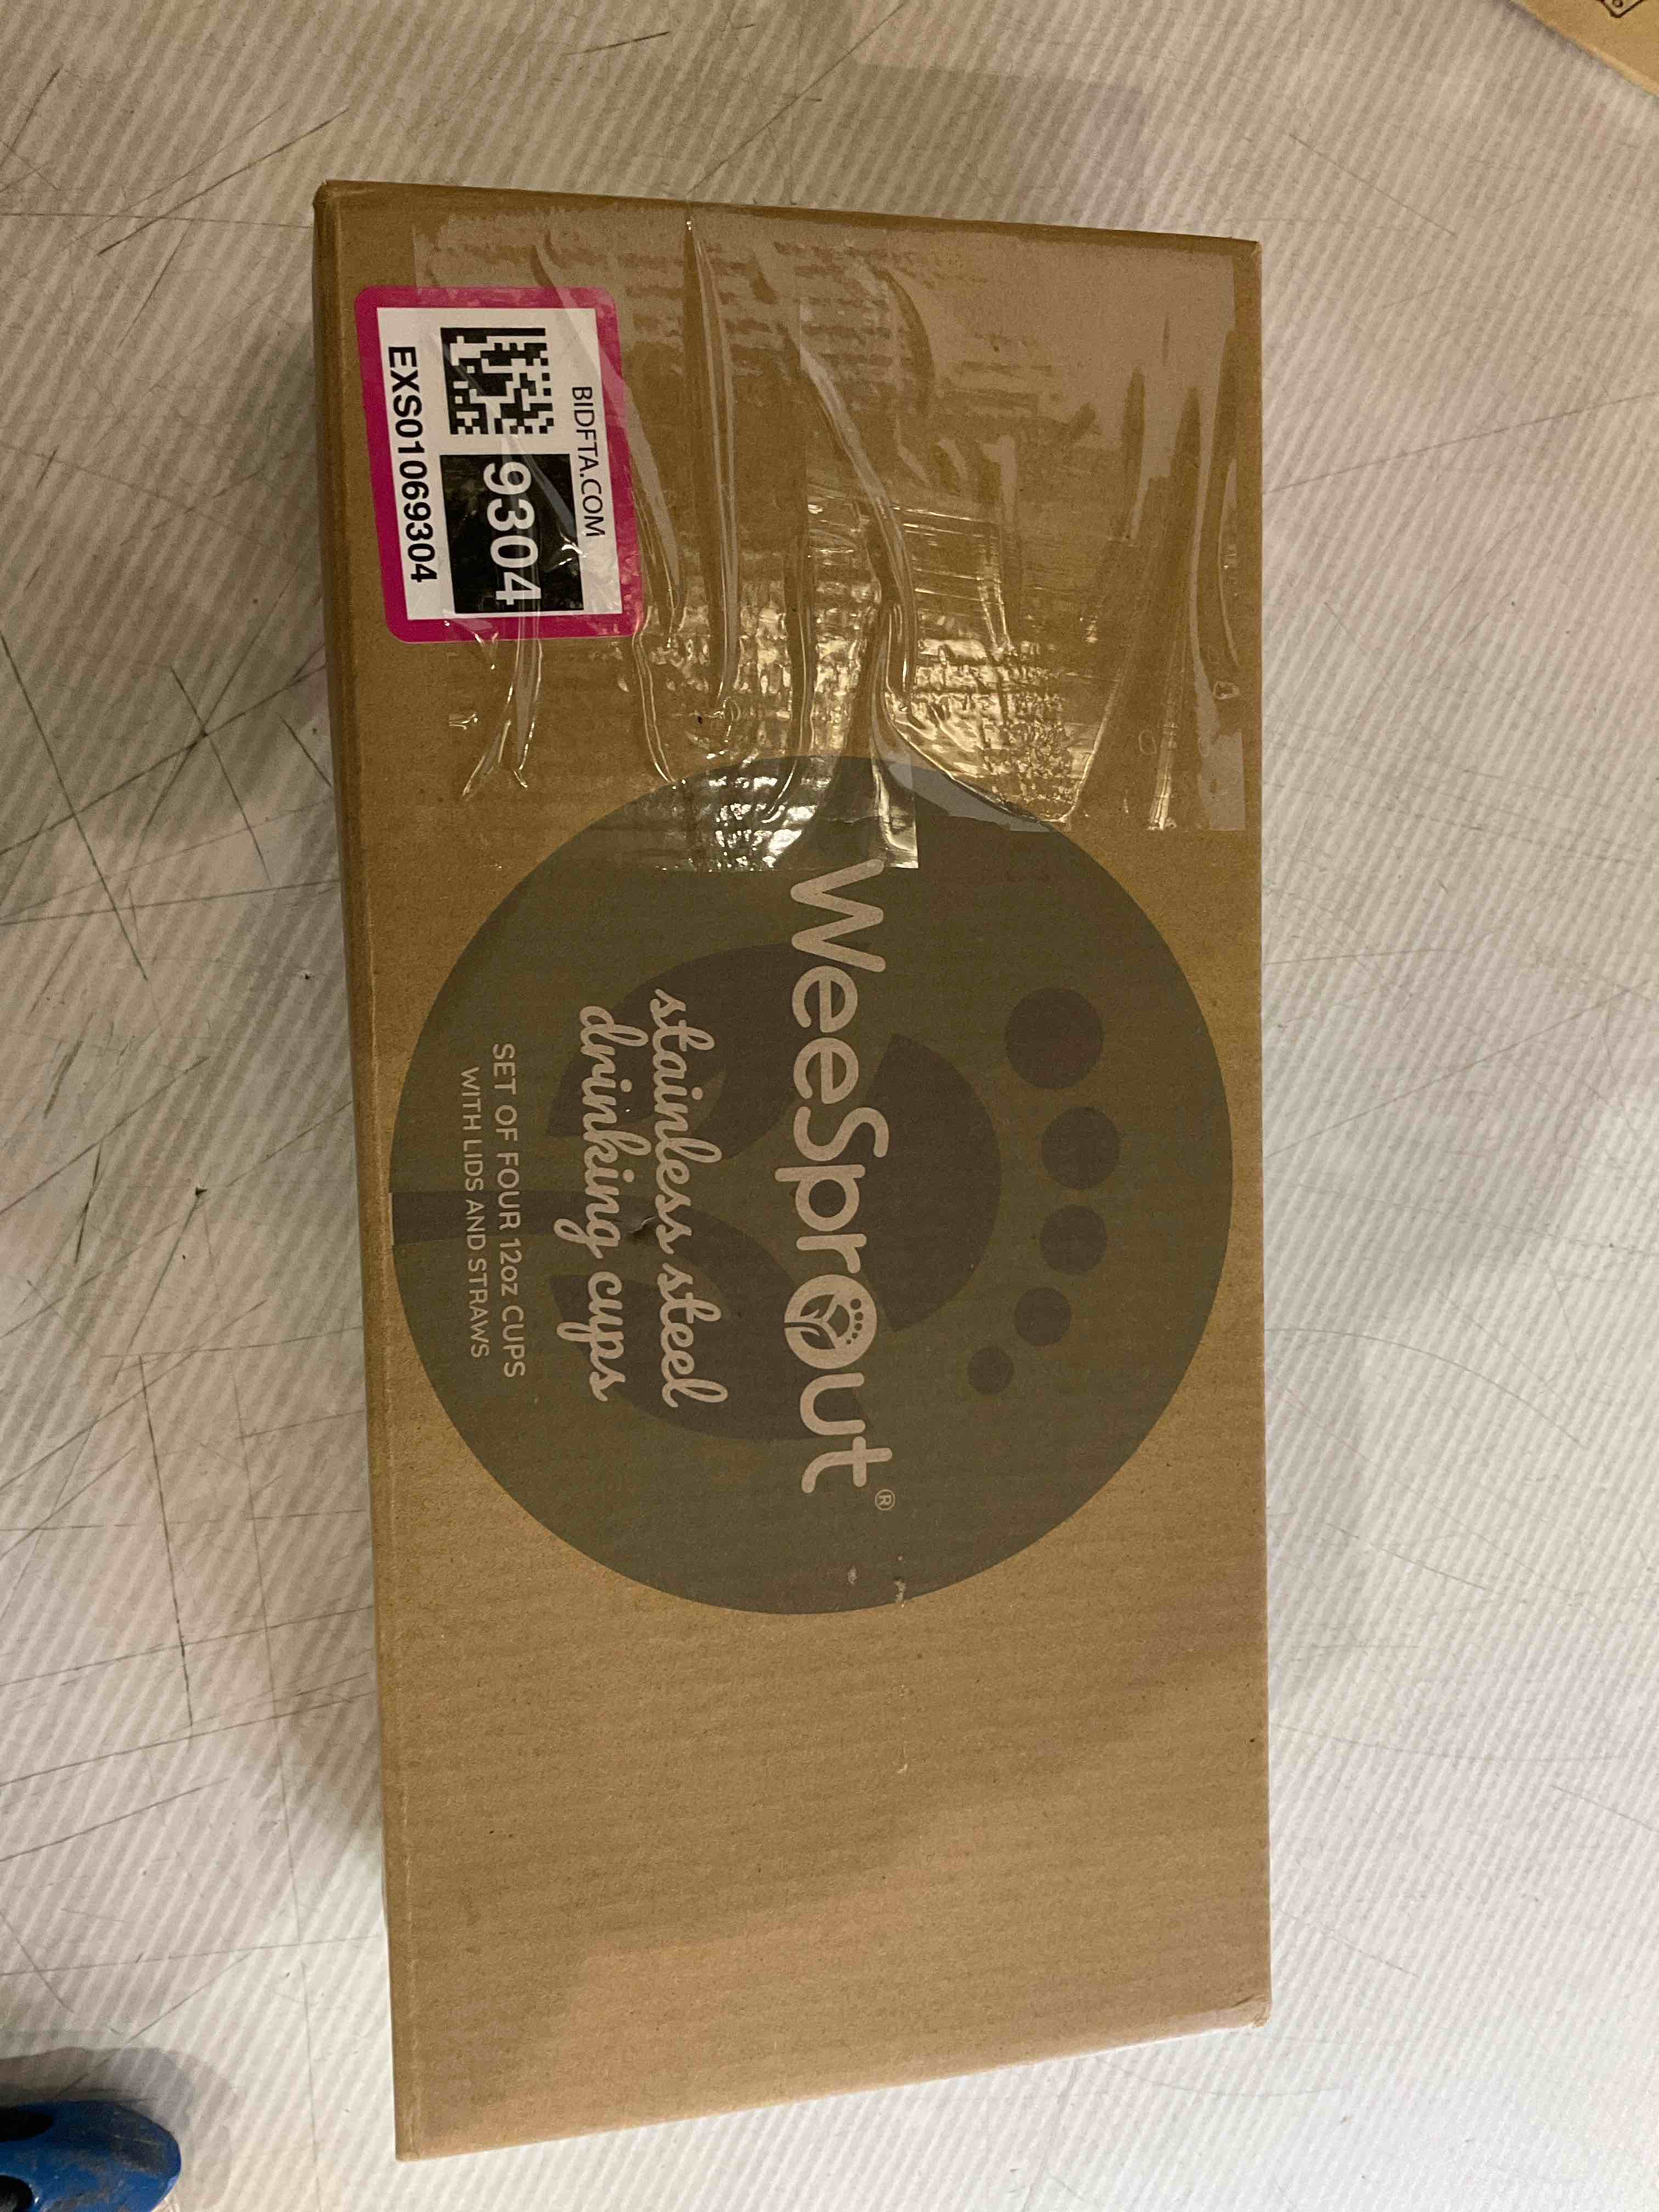 BIDFTA.COM
9304
EXS01069304
WeeSprout®
stainless steel
drinking cups
SET OF FOUR 12oz CUPS
WITH LIDS AND STRAWS